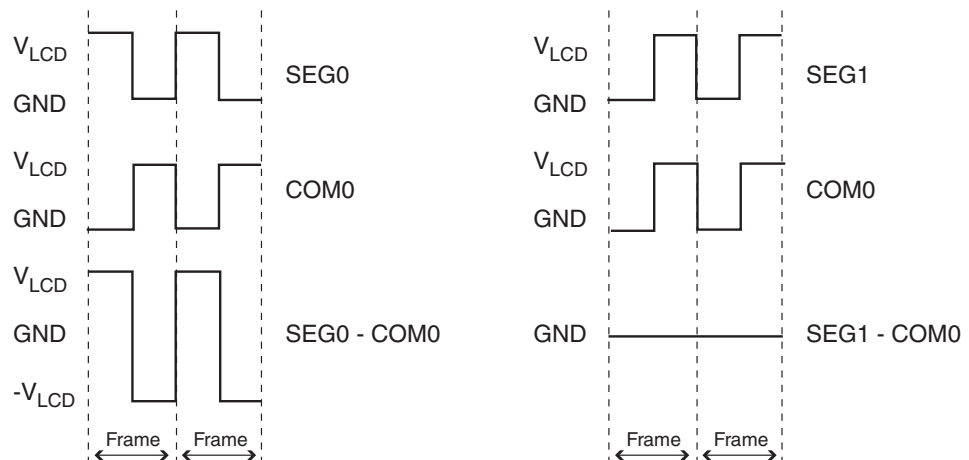 V_LCD
SEG0
GND
V_LCD
COM0
GND
V_LCD
GND
SEG0 - COM0
-V_LCD
Frame
Frame
V_LCD
SEG1
GND
V_LCD
COM0
GND
GND
SEG1 - COM0
Frame
Frame